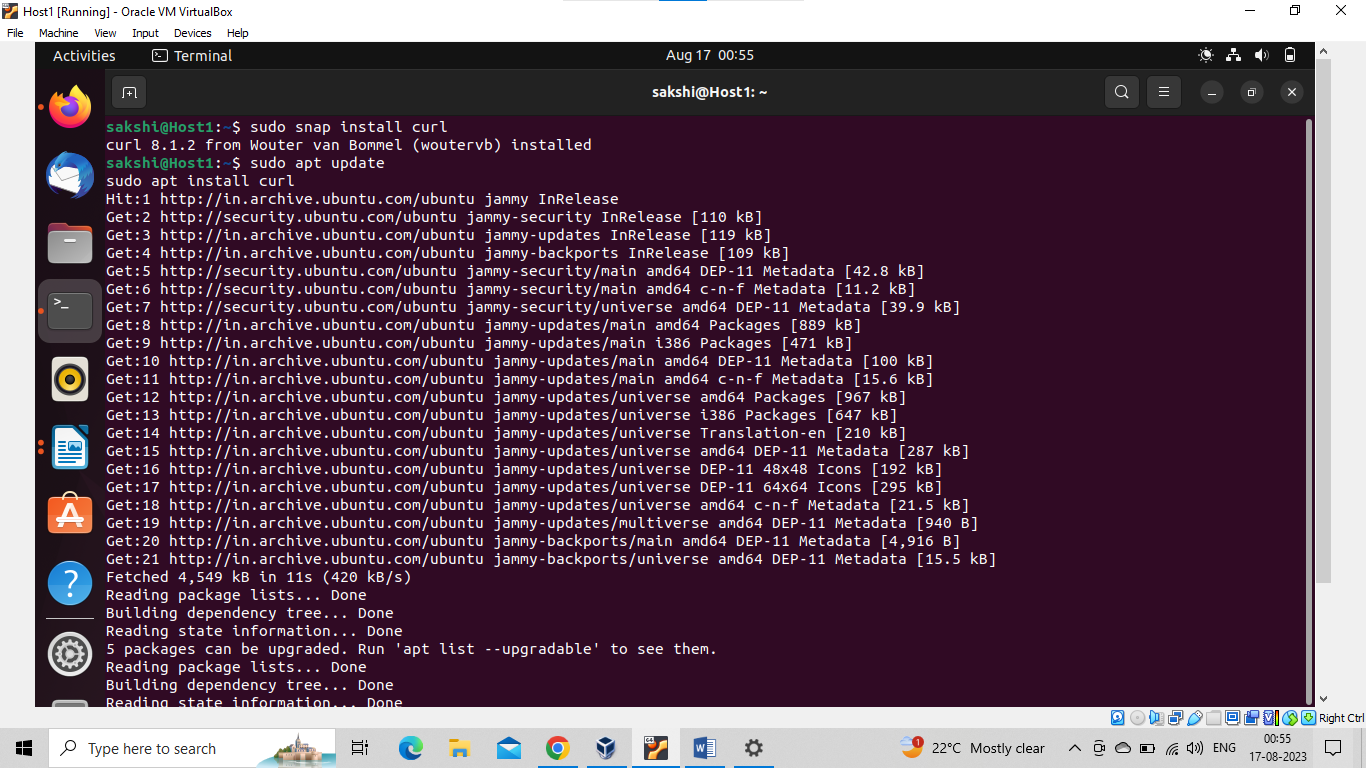 Host1 [Running] - Oracle VM VirtualBox
File Machine View Input Devices Help
Activities Terminal Aug 17 00:55
sakshi@Host1: ~
sakshi@Host1:~$ sudo snap install curl
curl 8.1.2 from Wouter van Bommel (woutervb) installed
sakshi@Host1:~$ sudo apt update
sudo apt install curl
Hit:1 http://in.archive.ubuntu.com/ubuntu jammy InRelease
Get:2 http://security.ubuntu.com/ubuntu jammy-security InRelease [110 kB]
Get:3 http://in.archive.ubuntu.com/ubuntu jammy-updates InRelease [119 kB]
Get:4 http://in.archive.ubuntu.com/ubuntu jammy-backports InRelease [109 kB]
Get:5 http://security.ubuntu.com/ubuntu jammy-security/main amd64 DEP-11 Metadata [42.8 kB]
Get:6 http://security.ubuntu.com/ubuntu jammy-security/main amd64 c-n-f Metadata [11.2 kB]
Get:7 http://security.ubuntu.com/ubuntu jammy-security/universe amd64 DEP-11 Metadata [39.9 kB]
Get:8 http://in.archive.ubuntu.com/ubuntu jammy-updates/main amd64 Packages [889 kB]
Get:9 http://in.archive.ubuntu.com/ubuntu jammy-updates/main i386 Packages [471 kB]
Get:10 http://in.archive.ubuntu.com/ubuntu jammy-updates/main amd64 DEP-11 Metadata [100 kB]
Get:11 http://in.archive.ubuntu.com/ubuntu jammy-updates/main amd64 c-n-f Metadata [15.6 kB]
Get:12 http://in.archive.ubuntu.com/ubuntu jammy-updates/universe amd64 Packages [967 kB]
Get:13 http://in.archive.ubuntu.com/ubuntu jammy-updates/universe i386 Packages [647 kB]
Get:14 http://in.archive.ubuntu.com/ubuntu jammy-updates/universe Translation-en [210 kB]
Get:15 http://in.archive.ubuntu.com/ubuntu jammy-updates/universe amd64 DEP-11 Metadata [287 kB]
Get:16 http://in.archive.ubuntu.com/ubuntu jammy-updates/universe DEP-11 48x48 Icons [192 kB]
Get:17 http://in.archive.ubuntu.com/ubuntu jammy-updates/universe DEP-11 64x64 Icons [295 kB]
Get:18 http://in.archive.ubuntu.com/ubuntu jammy-updates/universe amd64 c-n-f Metadata [21.5 kB]
Get:19 http://in.archive.ubuntu.com/ubuntu jammy-updates/multiverse amd64 DEP-11 Metadata [940 B]
Get:20 http://in.archive.ubuntu.com/ubuntu jammy-backports/main amd64 DEP-11 Metadata [4,916 B]
Get:21 http://in.archive.ubuntu.com/ubuntu jammy-backports/universe amd64 DEP-11 Metadata [15.5 kB]
Fetched 4,549 kB in 11s (420 kB/s)
Reading package lists... Done
Building dependency tree... Done
Reading state information... Done
5 packages can be upgraded. Run 'apt list --upgradable' to see them.
Reading package lists... Done
Building dependency tree... Done
Reading state information... Done
Right Ctrl
Type here to search 1 22°C Mostly clear ENG 00:55
17-08-2023